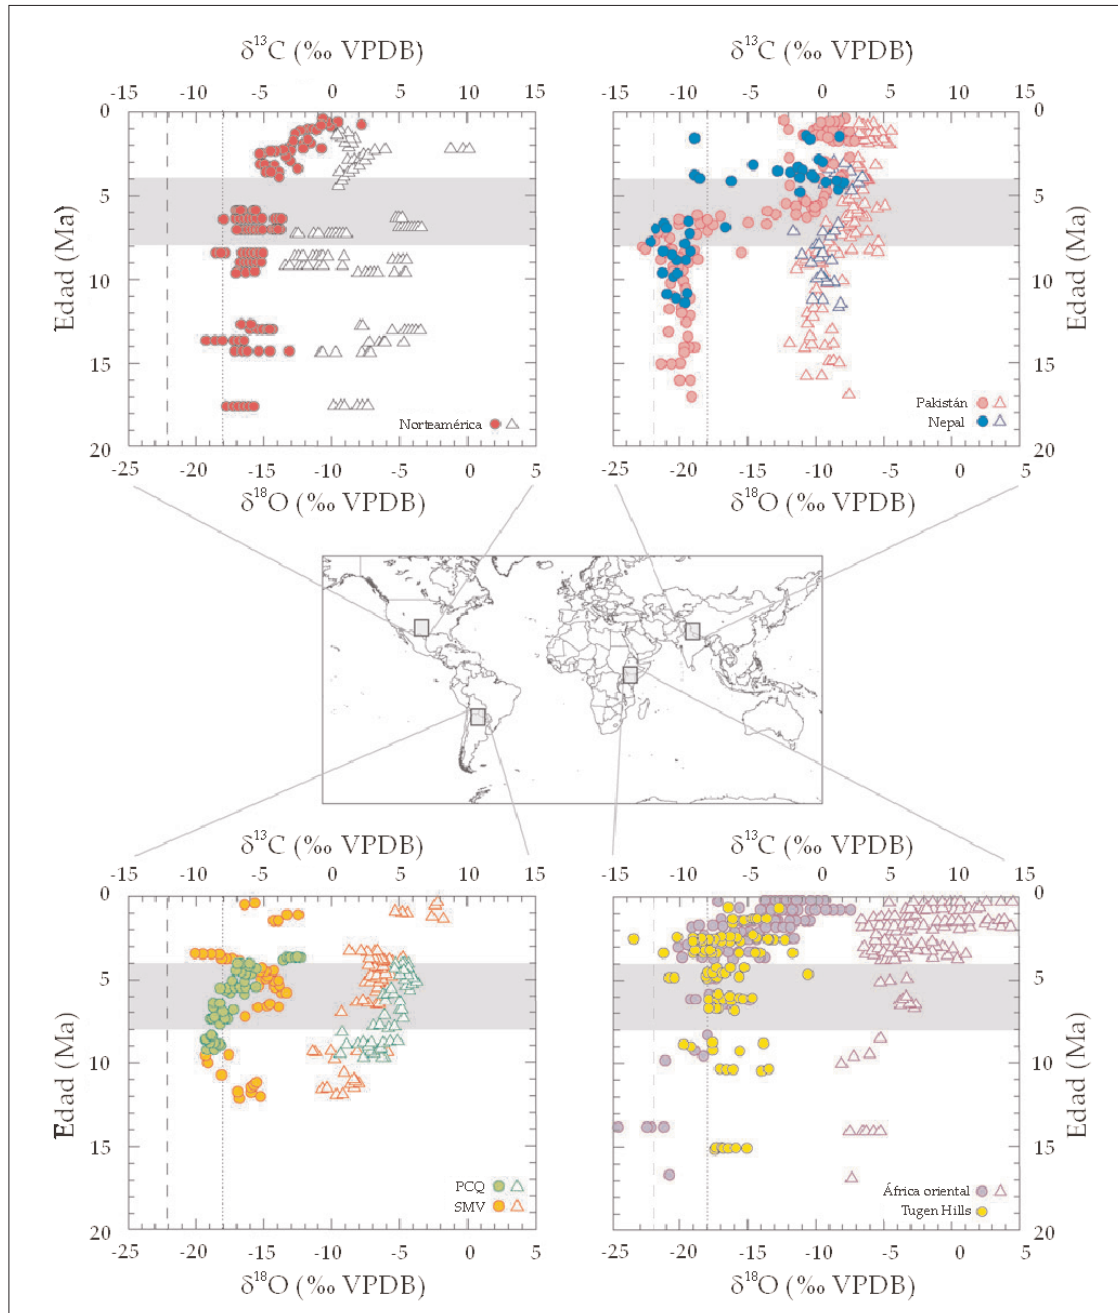 δ¹³C (‰ VPDB)
-15 -10 -5 0 5 10 15
0
5
10
15
20
Edad (Ma)
Norteamérica
-25 -20 -15 -10 -5 0 5
δ¹⁸O (‰ VPDB)
δ¹³C (‰ VPDB)
-15 -10 -5 0 5 10 15
0
5
10
15
20
Edad (Ma)
Pakistán
Nepal
-25 -20 -15 -10 -5 0 5
δ¹⁸O (‰ VPDB)
δ¹³C (‰ VPDB)
-15 -10 -5 0 5 10 15
0
5
10
15
20
Edad (Ma)
PCQ
SMV
-25 -20 -15 -10 -5 0 5
δ¹⁸O (‰ VPDB)
δ¹³C (‰ VPDB)
-15 -10 -5 0 5 10 15
0
5
10
15
20
Edad (Ma)
África oriental
Tugen Hills
-25 -20 -15 -10 -5 0 5
δ¹⁸O (‰ VPDB)